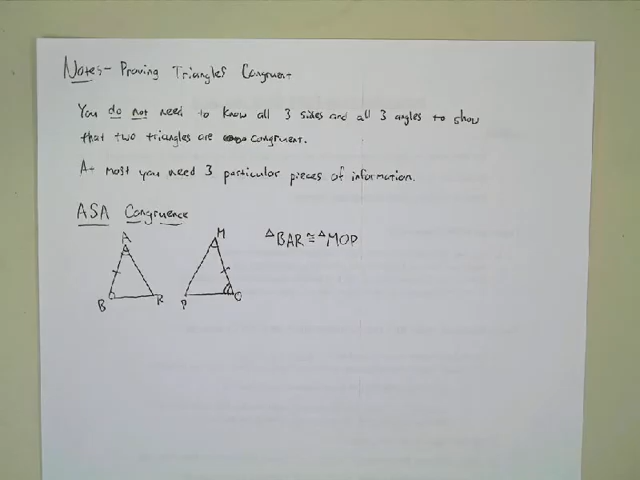 Notes- Proving Triangles Congruent
You do not need to know all 3 sides and all 3 angles to show
that two triangles are congruent.
At most you need 3 particular pieces of information.
ASA Congruence
A
M
△BAR≅△MOP
B
R
P
O